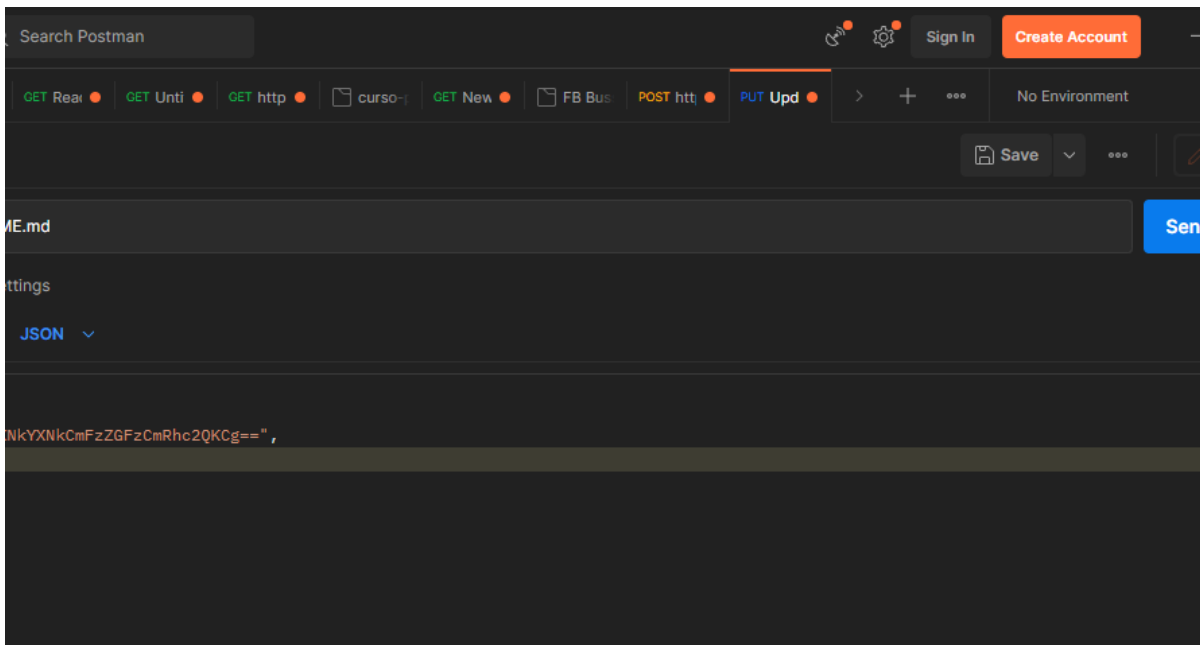 Search Postman
Sign In
Create Account
GET Rea
GET Unti
GET http
curso-
GET New
FB Bus
POST htt
PUT Upd
No Environment
Save
ME.md
Sen
ttings
JSON
NkYXNkCmFzZGFzCmRhc2QKCg==",